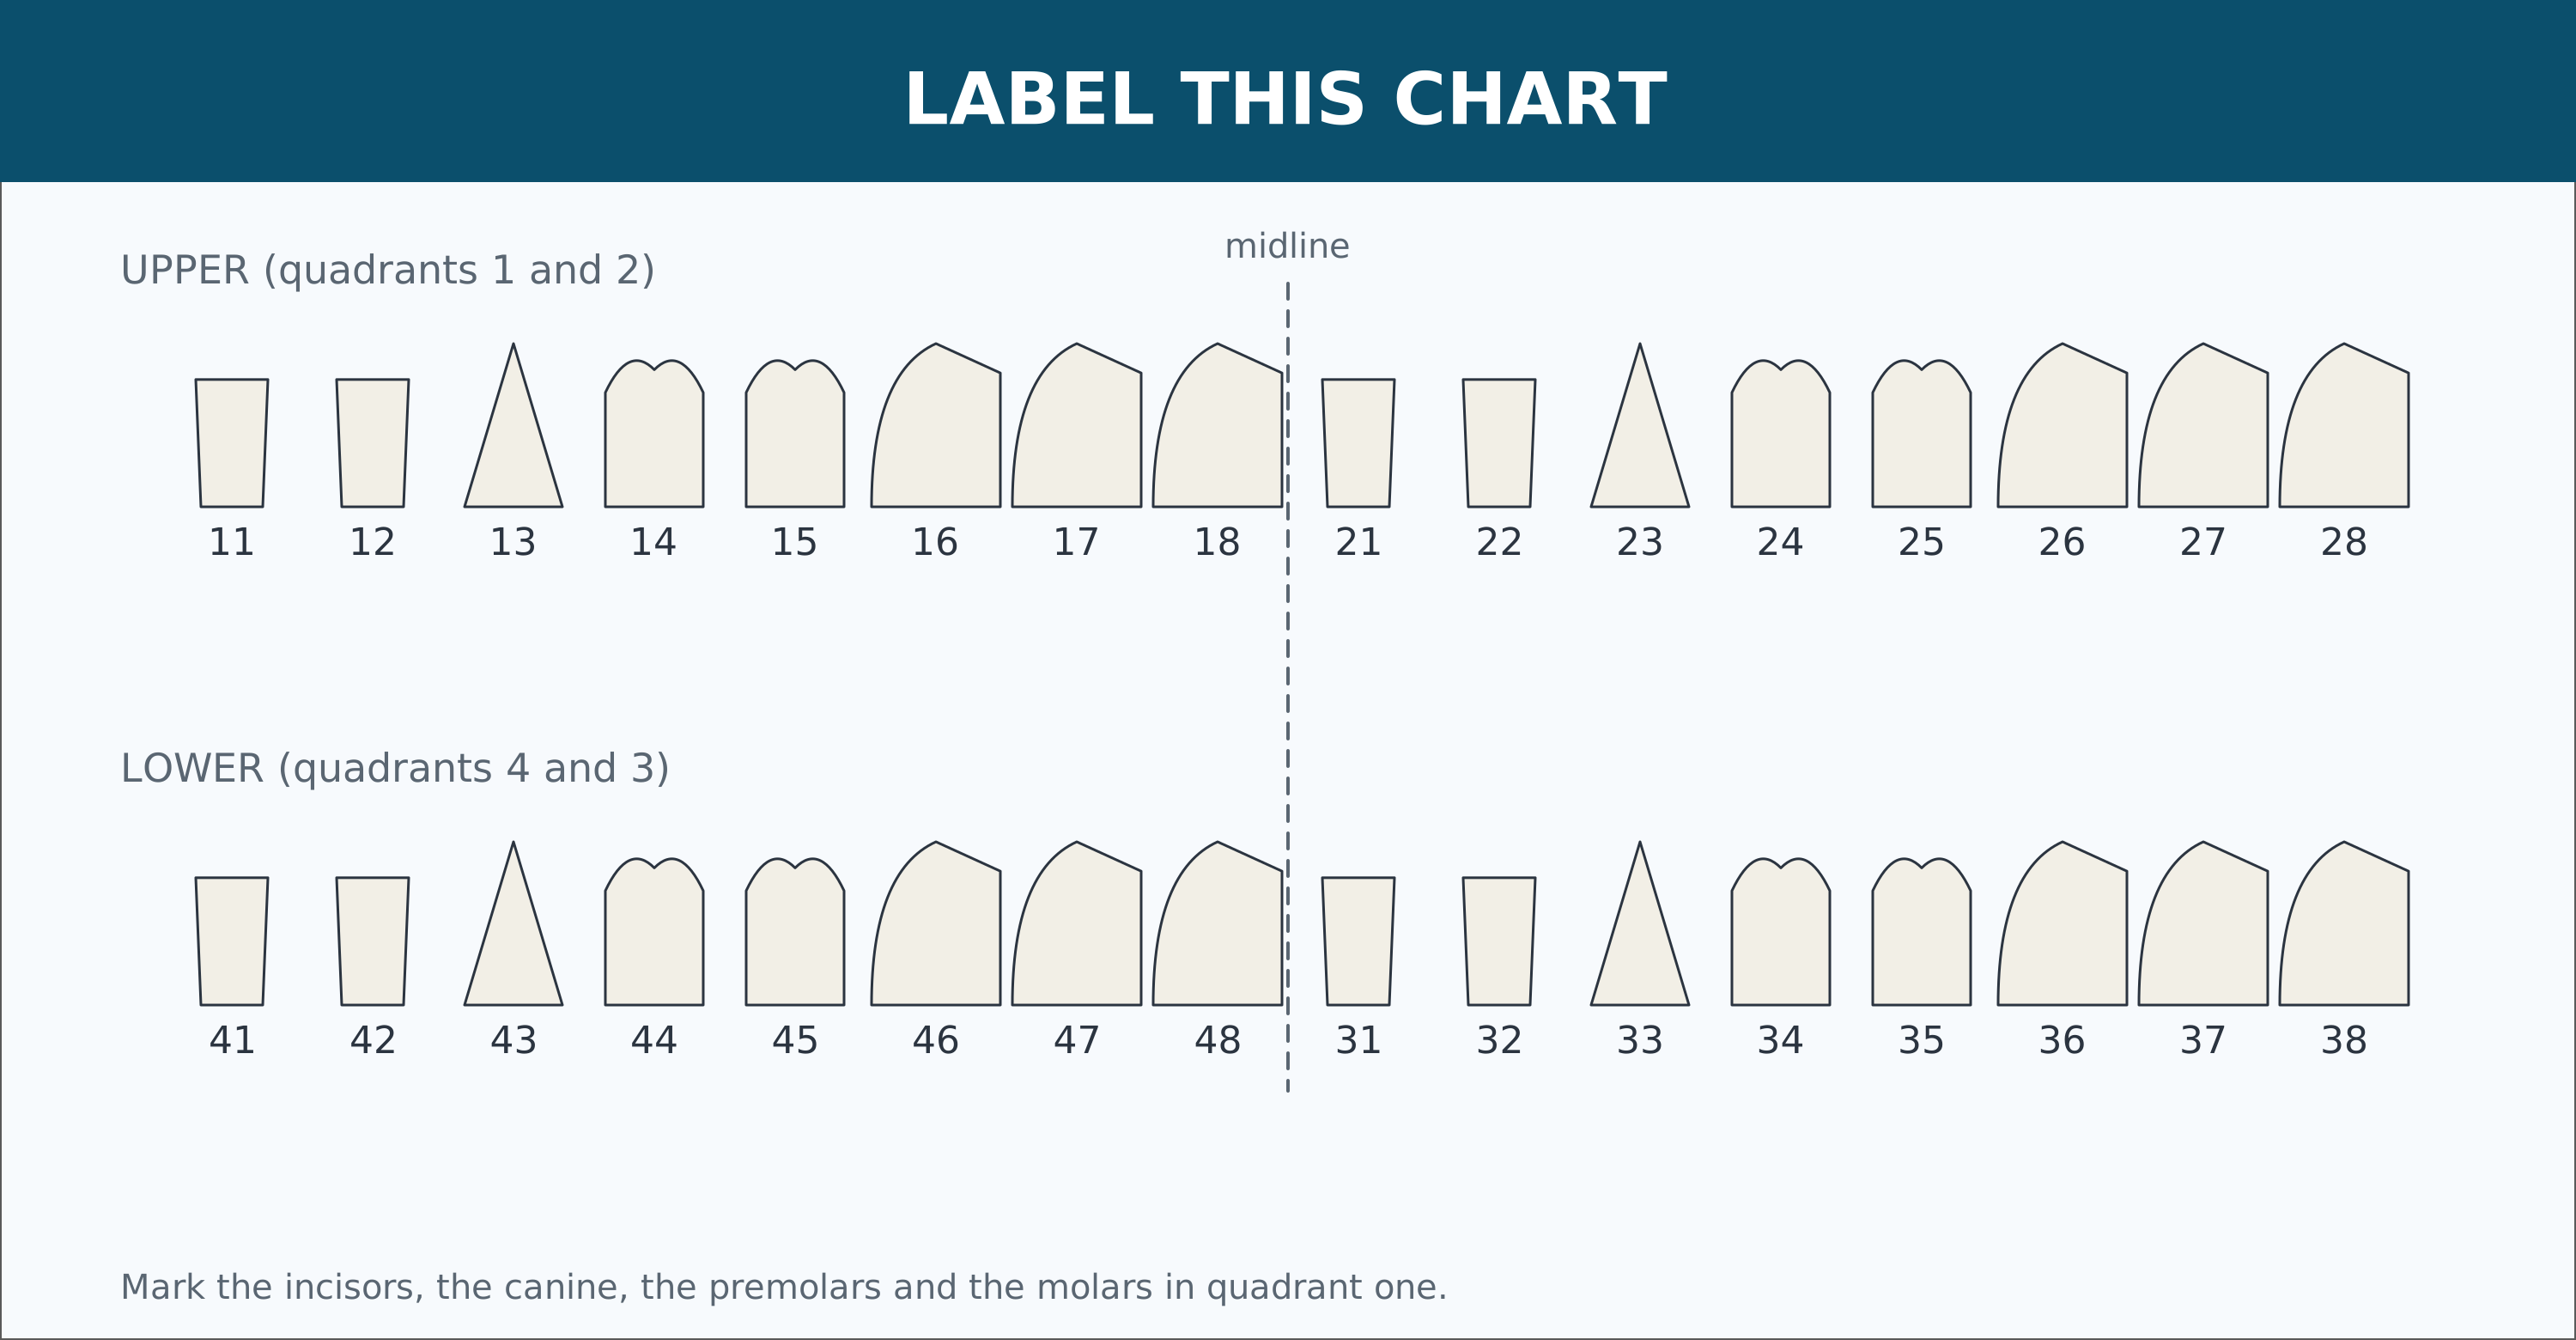 LABEL THIS CHART
midline
UPPER (quadrants 1 and 2)
11 12 13 14 15 16 17 18 21 22 23 24 25 26 27 28
LOWER (quadrants 4 and 3)
41 42 43 44 45 46 47 48 31 32 33 34 35 36 37 38
Mark the incisors, the canine, the premolars and the molars in quadrant one.